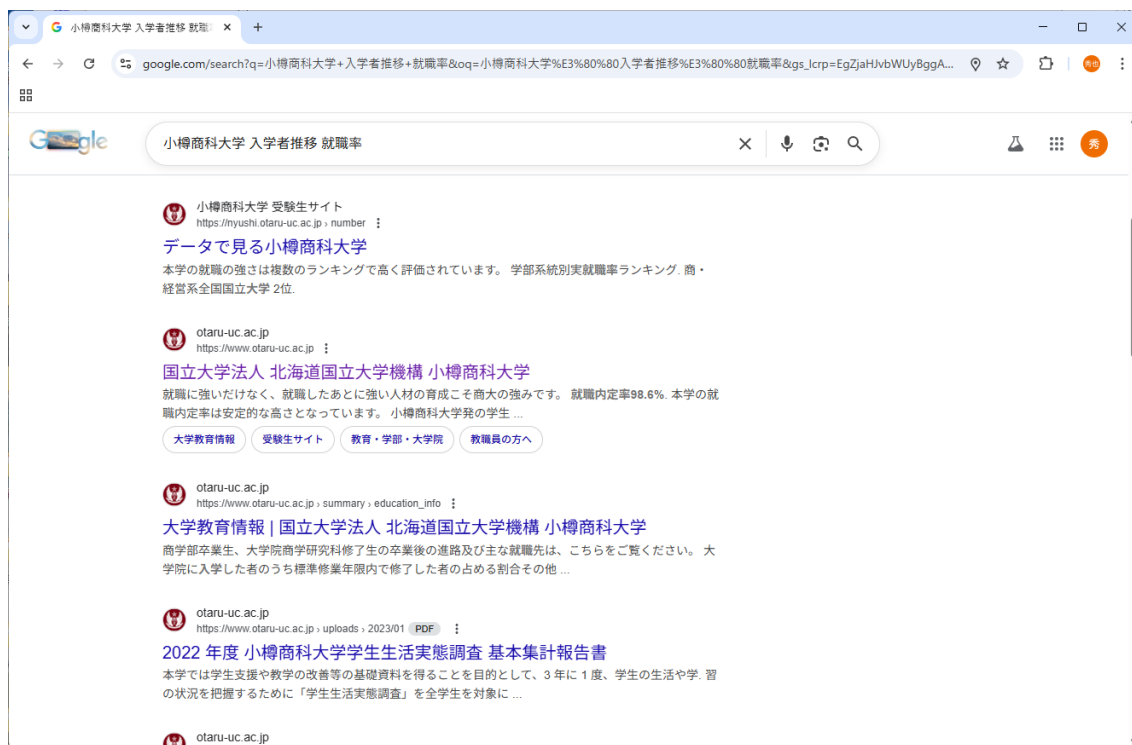 小樽商科大学 入学者推移 就職
google.com/search?q=小樽商科大学+入学者推移+就職率&oq=小樽商科大学%E3%80%80入学者推移%E3%80%80就職率&gs_lcrp=EgZjaHJvbWUyBggA...
秀也
Google
小樽商科大学 入学者推移 就職率
秀
小樽商科大学 受験生サイト
https://nyushi.otaru-uc.ac.jp › number
データで見る小樽商科大学
本学の就職の強さは複数のランキングで高く評価されています。 学部系統別実就職率ランキング. 商・
経営系全国国立大学 2位.
otaru-uc.ac.jp
https://www.otaru-uc.ac.jp
国立大学法人 北海道国立大学機構 小樽商科大学
就職に強いだけなく、就職したあとに強い人材の育成こそ商大の強みです。 就職内定率98.6%. 本学の就
職内定率は安定的な高さとなっています。 小樽商科大学発の学生 ...
大学教育情報 受験生サイト 教育・学部・大学院 教職員の方へ
otaru-uc.ac.jp
https://www.otaru-uc.ac.jp › summary › education_info
大学教育情報 | 国立大学法人 北海道国立大学機構 小樽商科大学
商学部卒業生、大学院商学研究科修了生の卒業後の進路及び主な就職先は、こちらをご覧ください。 大
学院に入学した者のうち標準修業年限内で修了した者の占める割合その他 ...
otaru-uc.ac.jp
https://www.otaru-uc.ac.jp › uploads › 2023/01 PDF
2022 年度 小樽商科大学学生生活実態調査 基本集計報告書
本学では学生支援や教学の改善等の基礎資料を得ることを目的として、3 年に 1 度、学生の生活や学. 習
の状況を把握するために「学生生活実態調査」を全学生を対象に ...
otaru-uc.ac.jp